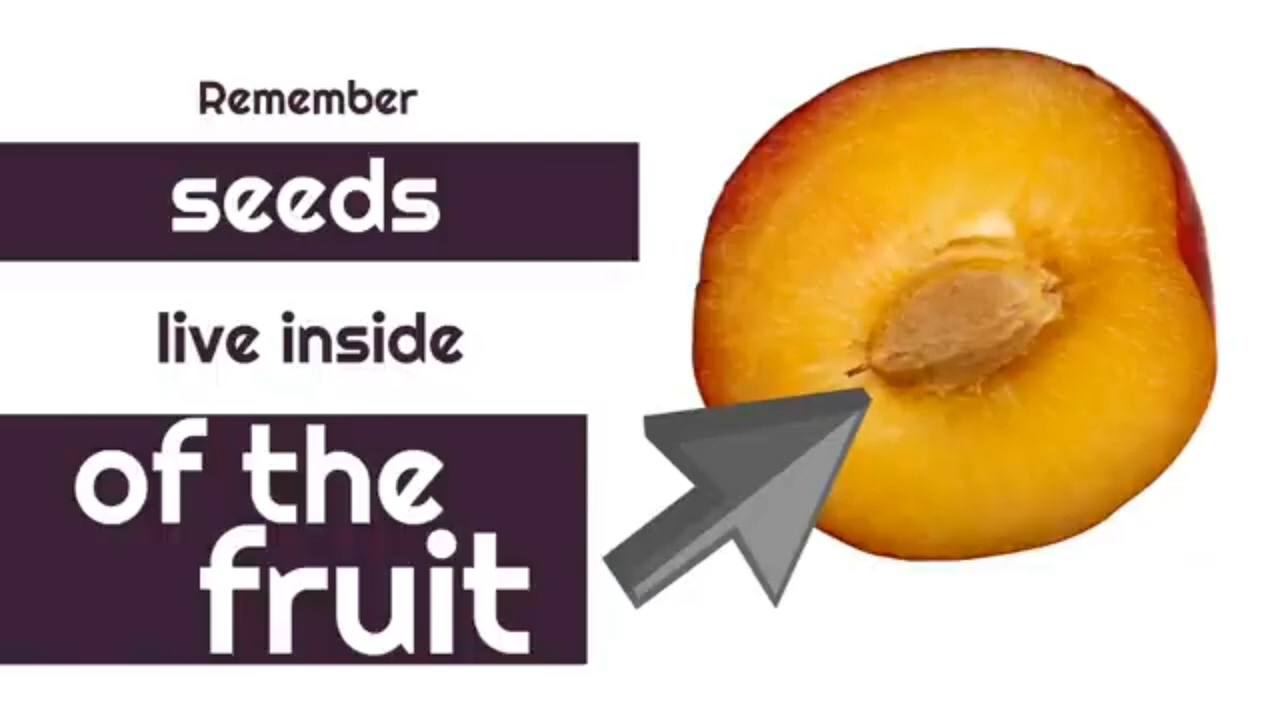 Remember
seeds
live inside
of the
fruit